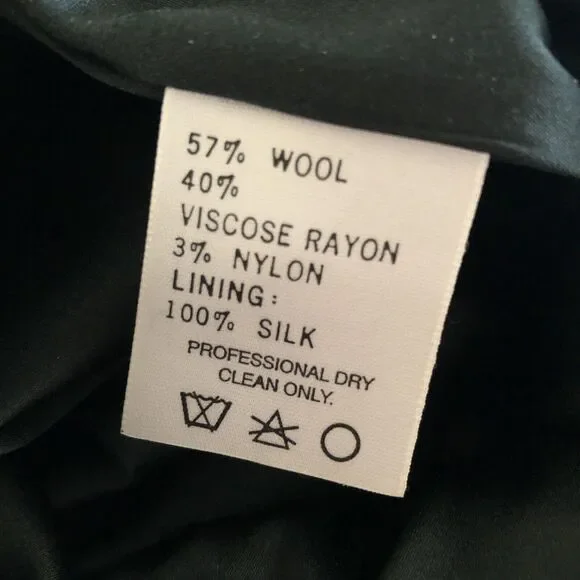 57% WOOL
40%
VISCOSE RAYON
3% NYLON
LINING:
100% SILK
PROFESSIONAL DRY
CLEAN ONLY.